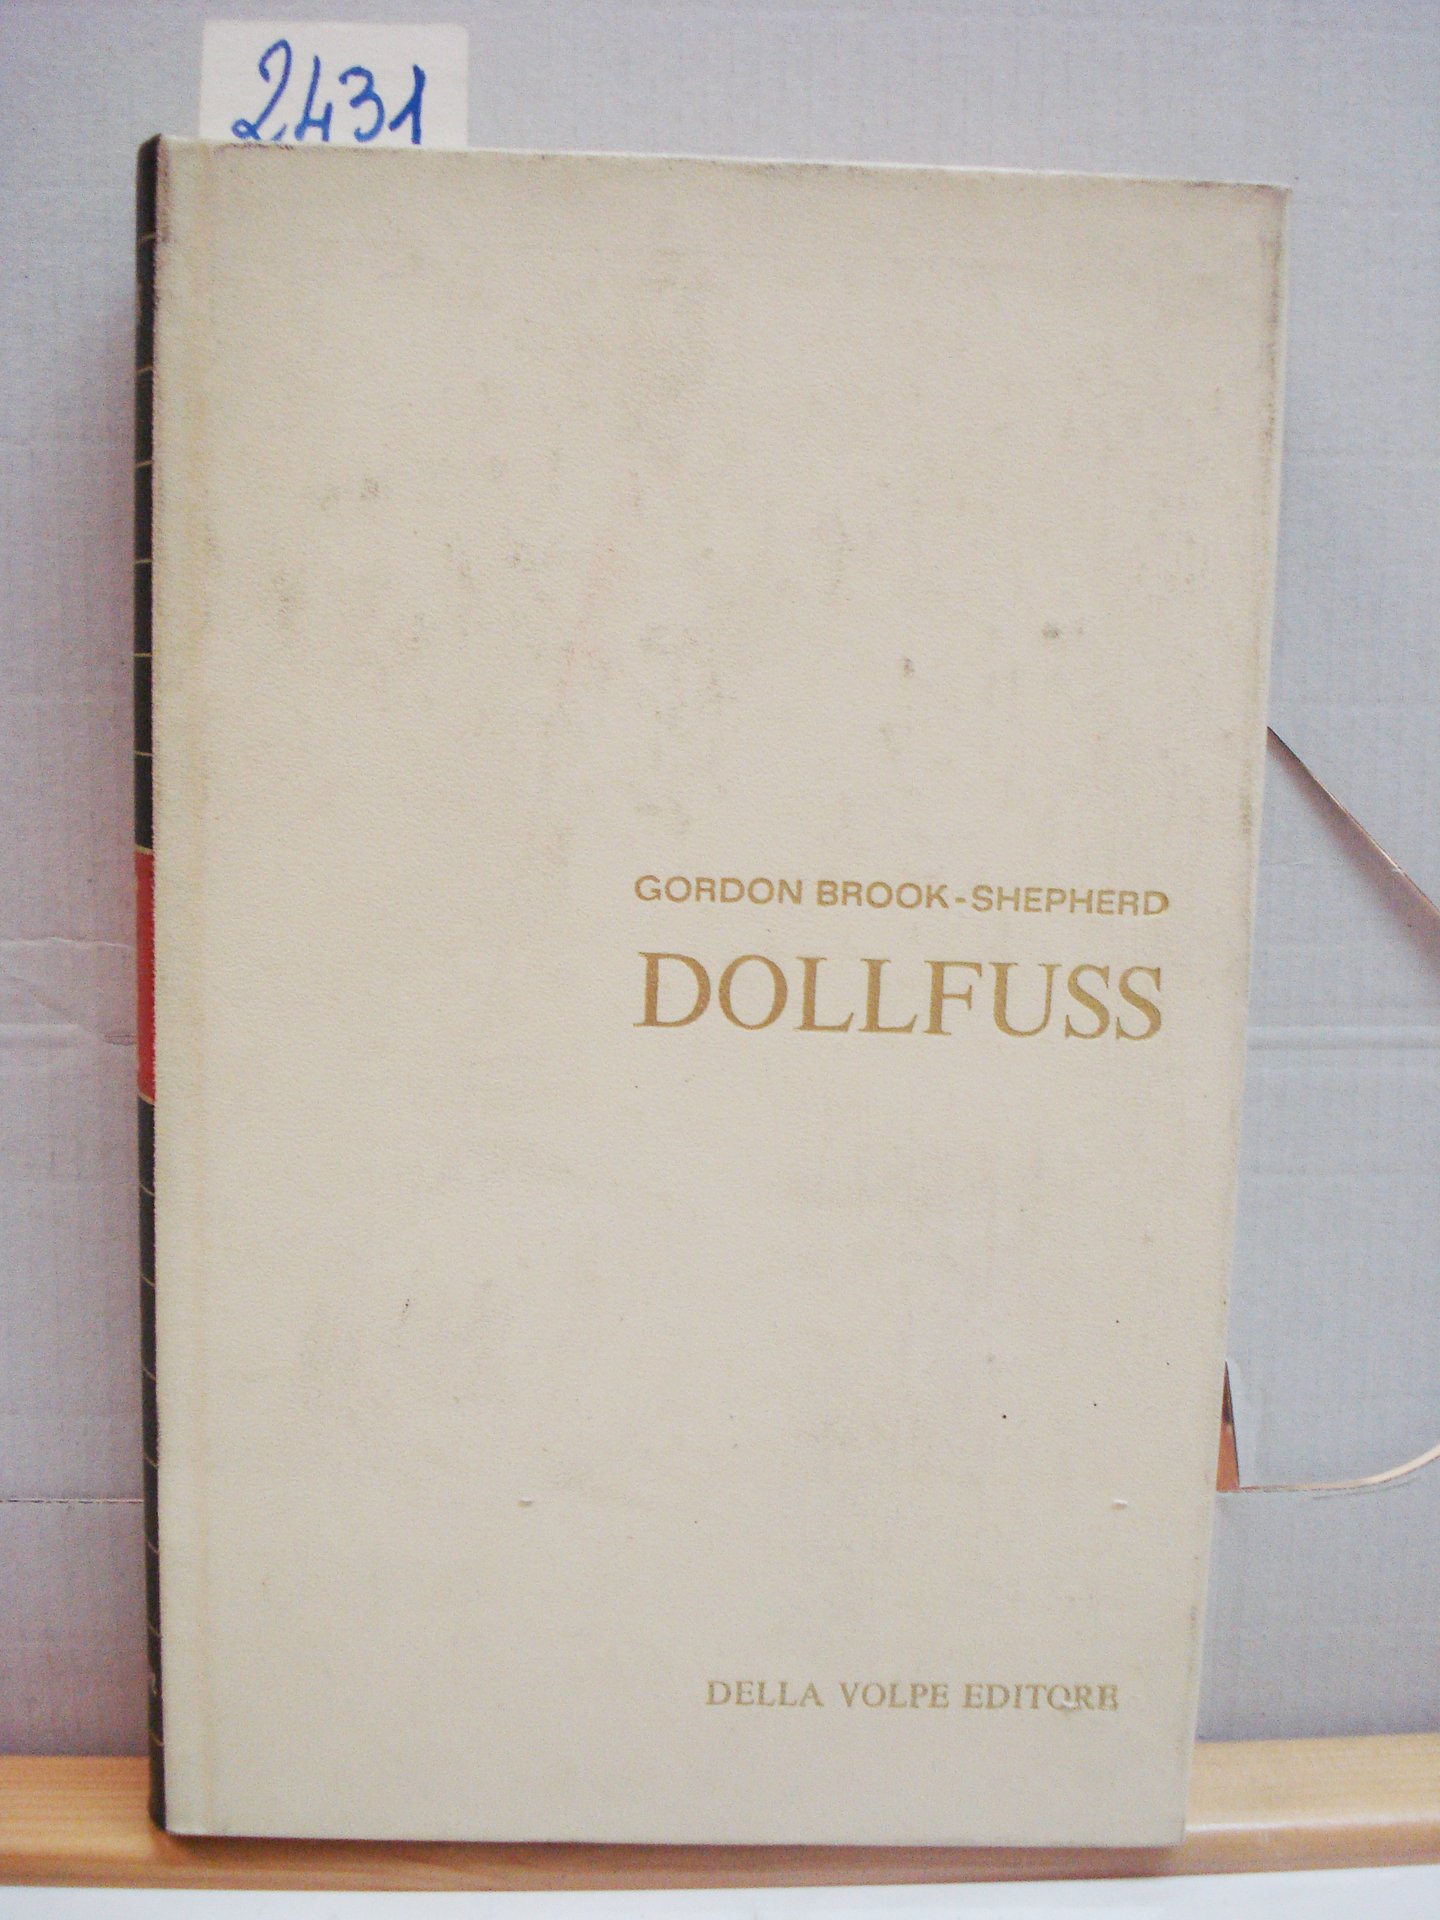 2431
GORDON BROOK-SHEPHERD
DOLLFUSS
DELLA VOLPE EDITORE